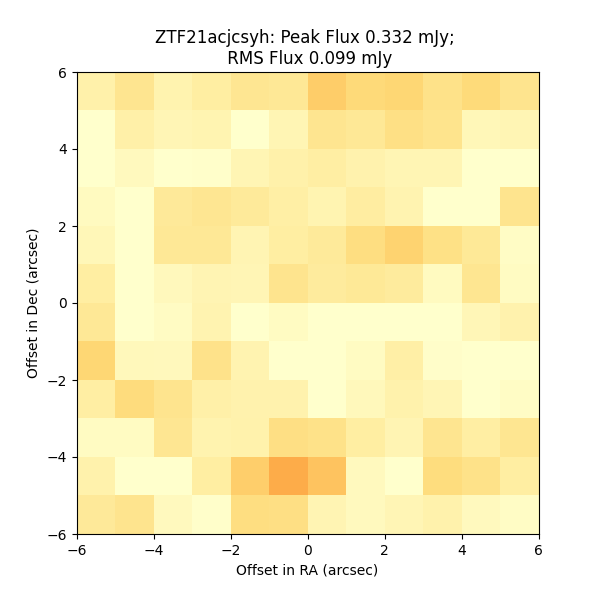 ZTF21acjcsyh: Peak Flux 0.332 mJy;
RMS Flux 0.099 mJy
6
4
2
0
−2
−4
−6
Offset in Dec (arcsec)
−6 −4 −2 0 2 4 6
Offset in RA (arcsec)